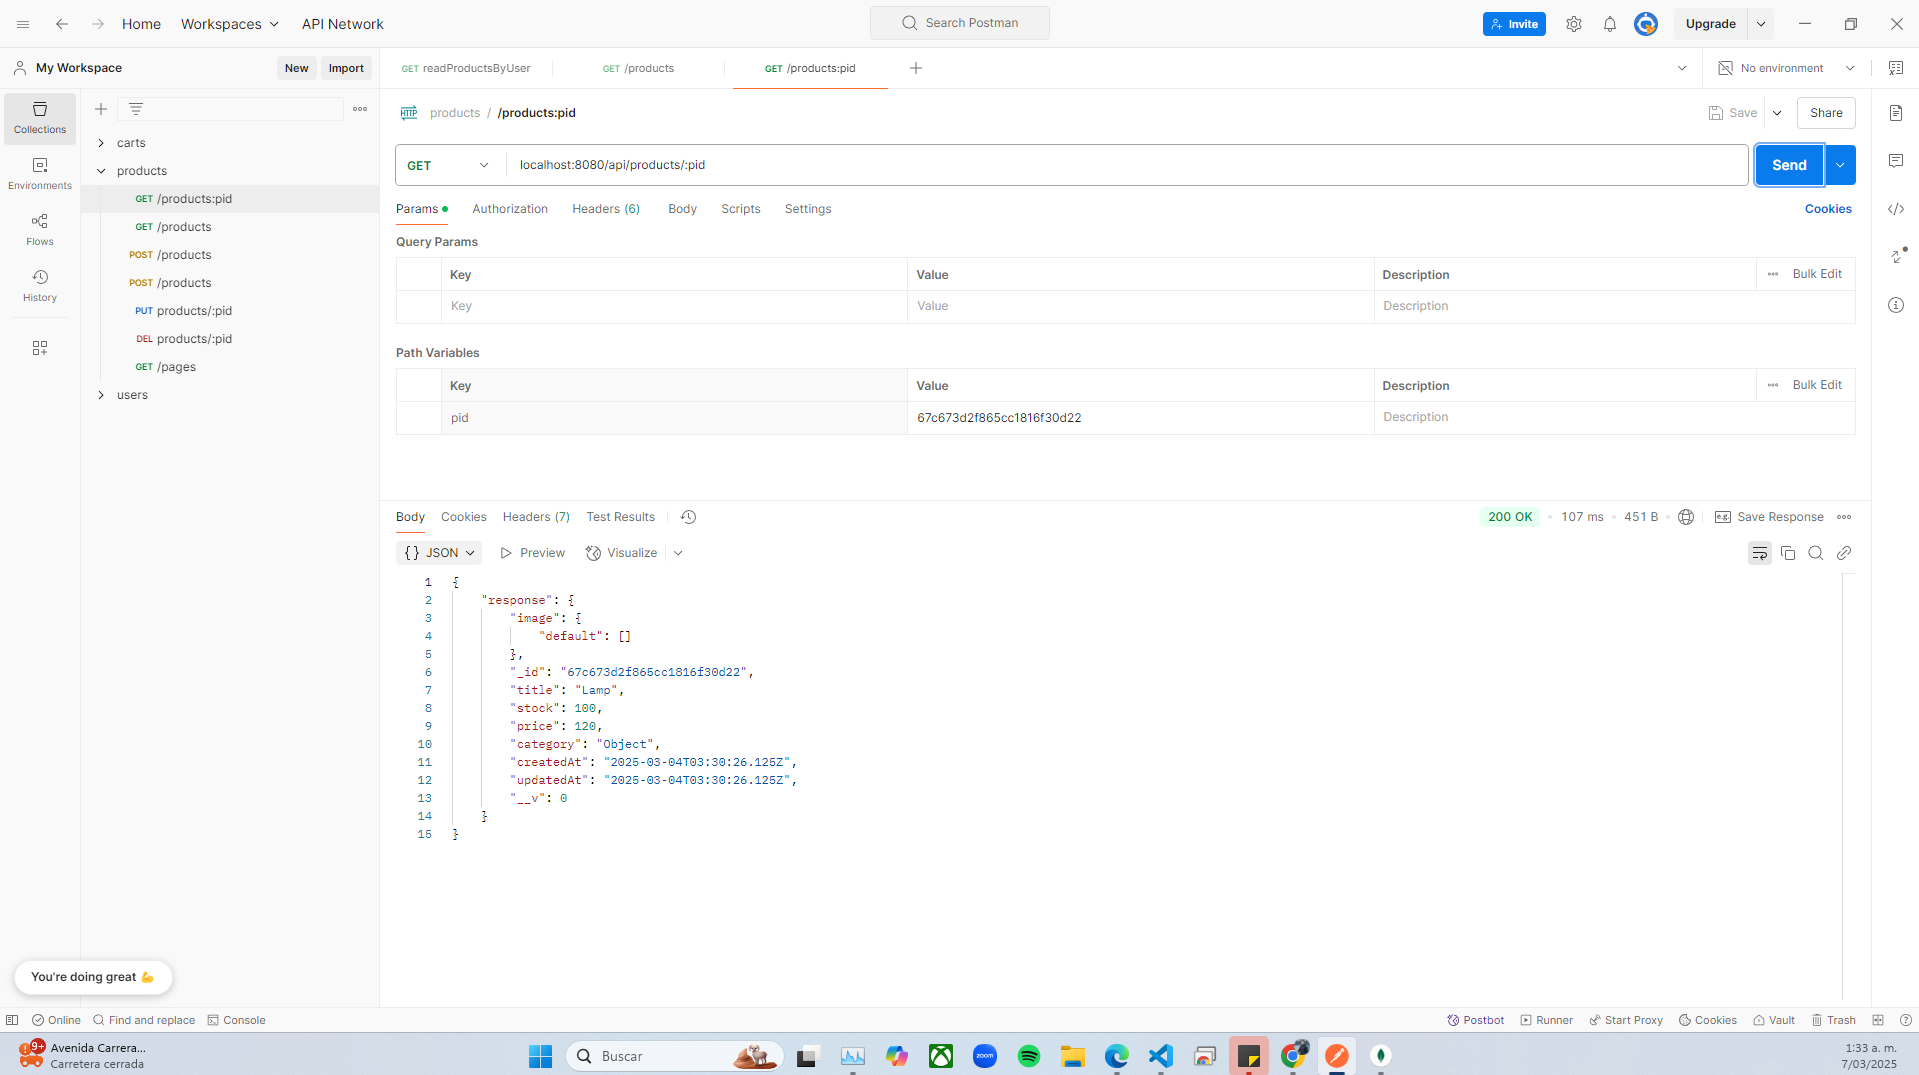 Home
Workspaces
API Network
Search Postman
Invite
Upgrade
My Workspace
New
Import
GET readProductsByUser
GET /products
GET /products:pid
No environment
Collections
Environments
Flows
History
carts
products
GET /products:pid
GET /products
POST /products
POST /products
PUT products/:pid
DEL products/:pid
GET /pages
users
HTTP products / /products:pid
Save
Share
GET
localhost:8080/api/products/:pid
Send
Params
Authorization
Headers (6)
Body
Scripts
Settings
Cookies
Query Params
Key Value Description Bulk Edit
Key Value Description
Path Variables
Key Value Description Bulk Edit
pid 67c673d2f865cc1816f30d22 Description
Body Cookies Headers (7) Test Results
200 OK 107 ms 451 B
e.g. Save Response
{} JSON Preview Visualize
1 {
2 "response": {
3 "image": {
4 "default": []
5 },
6 "_id": "67c673d2f865cc1816f30d22",
7 "title": "Lamp",
8 "stock": 100,
9 "price": 120,
10 "category": "Object",
11 "createdAt": "2025-03-04T03:30:26.125Z",
12 "updatedAt": "2025-03-04T03:30:26.125Z",
13 "__v": 0
14 }
15 }
You're doing great 💪
Online
Find and replace
Console
Postbot
Runner
Start Proxy
Cookies
Vault
Trash
9+
Avenida Carrera...
Carretera cerrada
Buscar
zoom
1:33 a. m.
7/03/2025